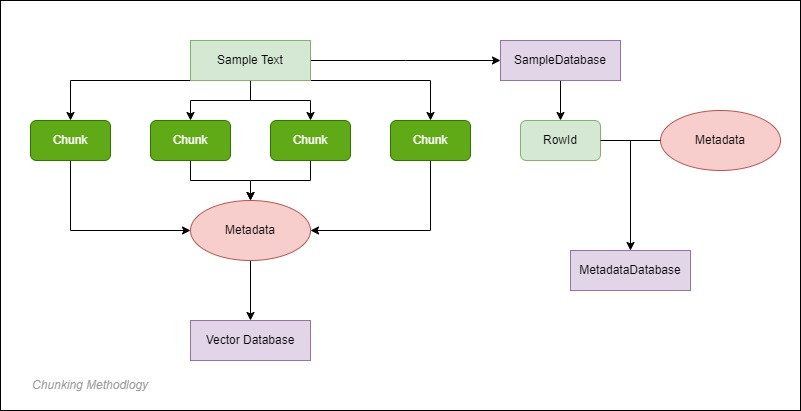 Sample Text
SampleDatabase
Chunk
Chunk
Chunk
Chunk
RowId
Metadata
Metadata
MetadataDatabase
Vector Database
Chunking Methodlogy